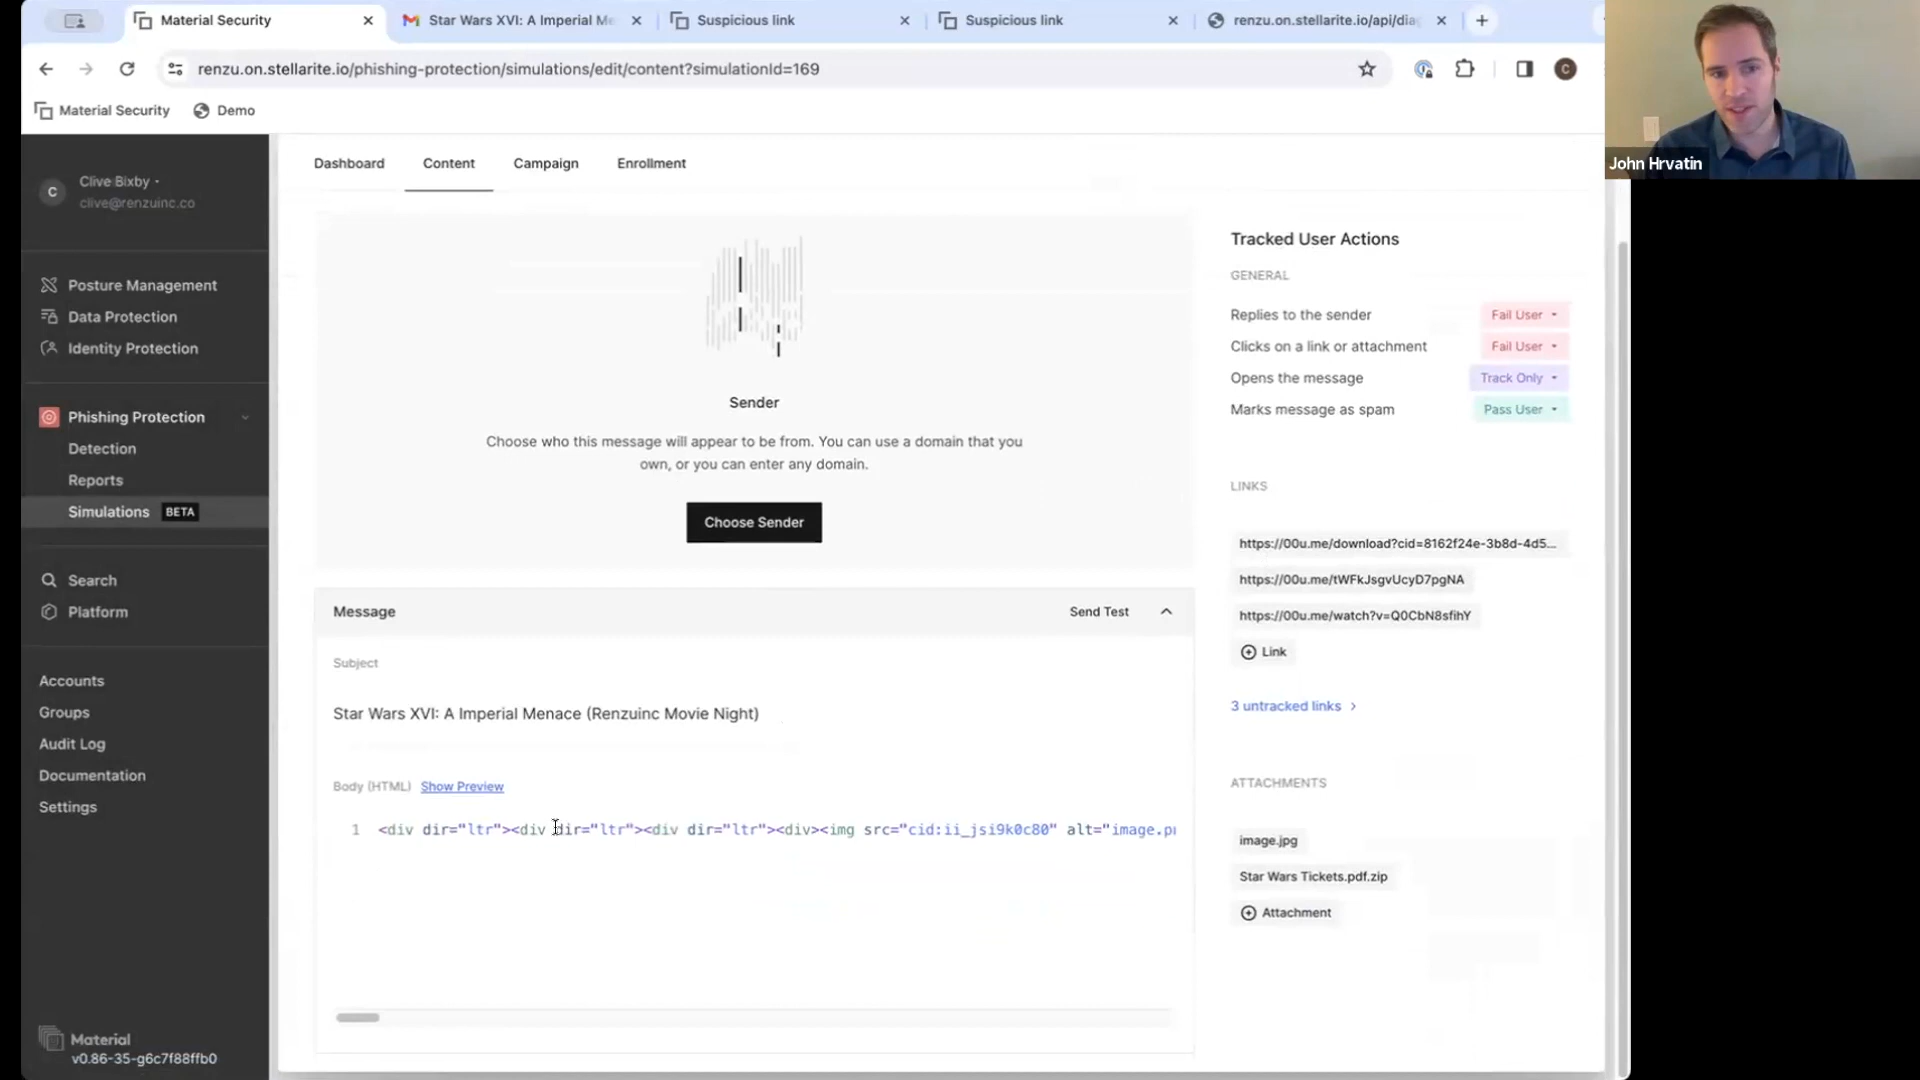 Material Security
Star Wars XVI: A Imperial Me
Suspicious link
Suspicious link
renzu.on.stellarite.io/api/dia
renzu.on.stellarite.io/phishing-protection/simulations/edit/content?simulationId=169
C
Material Security
Demo
John Hrvatin
C
Clive Bixby
clive@renzuinc.co
Posture Management
Data Protection
Identity Protection
Phishing Protection
Detection
Reports
Simulations BETA
Search
Platform
Accounts
Groups
Audit Log
Documentation
Settings
Material
v0.86-35-g6c7f88ffb0
Dashboard
Content
Campaign
Enrollment
Sender
Choose who this message will appear to be from. You can use a domain that you
own, or you can enter any domain.
Choose Sender
Message
Send Test
Subject
Star Wars XVI: A Imperial Menace (Renzuinc Movie Night)
Body (HTML) Show Preview
1 <div dir="ltr"><div dir="ltr"><div dir="ltr"><div><img src="cid:ii_jsi9k0c80" alt="image.p
Tracked User Actions
GENERAL
Replies to the sender Fail User
Clicks on a link or attachment Fail User
Opens the message Track Only
Marks message as spam Pass User
LINKS
https://00u.me/download?cid=8162f24e-3b8d-4d5...
https://00u.me/tWFkJsgvUcyD7pgNA
https://00u.me/watch?v=Q0CbN8sfihY
Link
3 untracked links
ATTACHMENTS
image.jpg
Star Wars Tickets.pdf.zip
Attachment